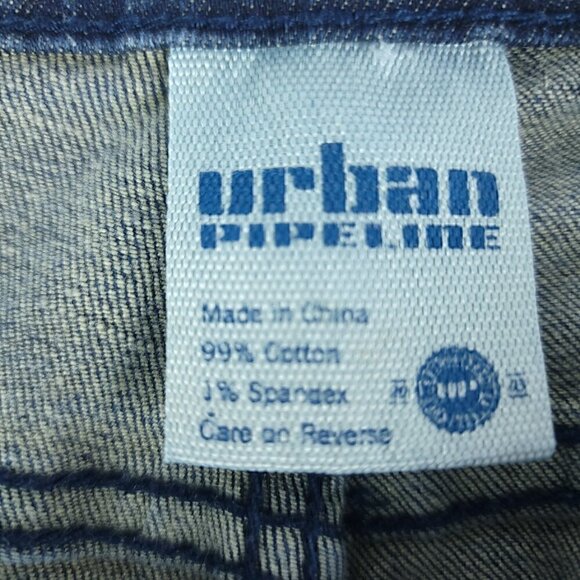 urban
PIPELINE
Made in China
99% Cotton
1% Spandex
Care on Reverse